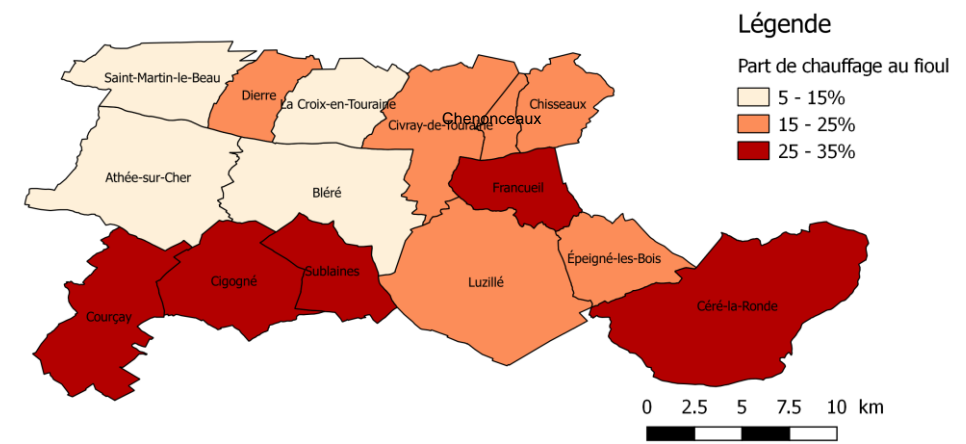 Légende
Part de chauffage au fioul
5 - 15%
15 - 25%
25 - 35%
Saint-Martin-le-Beau
Dierre
La Croix-en-Touraine
Civray-de-Touraine
Chenonceaux
Chisseaux
Athée-sur-Cher
Bléré
Francueil
Courçay
Cigogné
Sublaines
Luzillé
Épeigné-les-Bois
Céré-la-Ronde
0 2.5 5 7.5 10 km